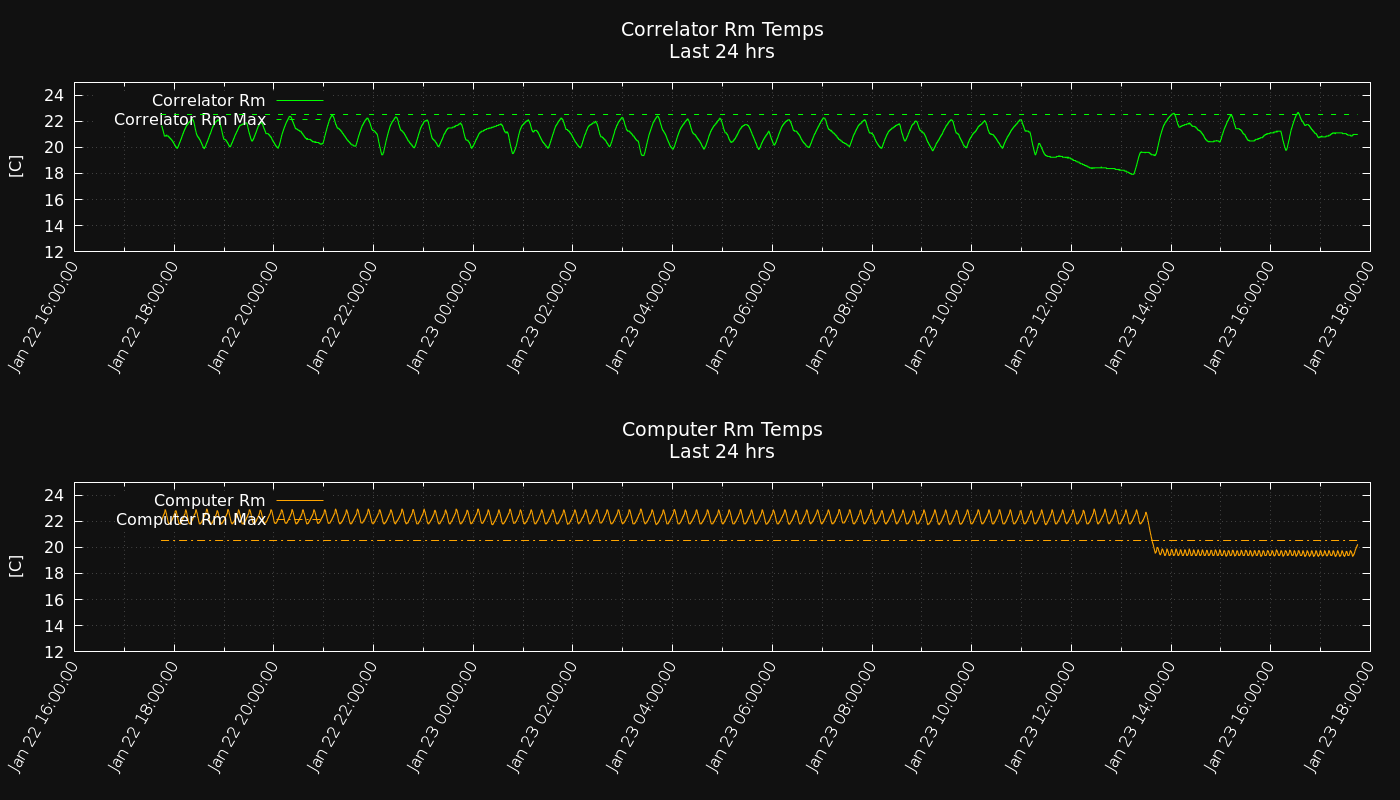 Correlator Rm Temps
Last 24 hrs
Correlator Rm
Correlator Rm Max
[C]
24
22
20
18
16
14
12
Jan 22 16:00:00
Jan 22 18:00:00
Jan 22 20:00:00
Jan 22 22:00:00
Jan 23 00:00:00
Jan 23 02:00:00
Jan 23 04:00:00
Jan 23 06:00:00
Jan 23 08:00:00
Jan 23 10:00:00
Jan 23 12:00:00
Jan 23 14:00:00
Jan 23 16:00:00
Jan 23 18:00:00
Computer Rm Temps
Last 24 hrs
Computer Rm
Computer Rm Max
[C]
24
22
20
18
16
14
12
Jan 22 16:00:00
Jan 22 18:00:00
Jan 22 20:00:00
Jan 22 22:00:00
Jan 23 00:00:00
Jan 23 02:00:00
Jan 23 04:00:00
Jan 23 06:00:00
Jan 23 08:00:00
Jan 23 10:00:00
Jan 23 12:00:00
Jan 23 14:00:00
Jan 23 16:00:00
Jan 23 18:00:00